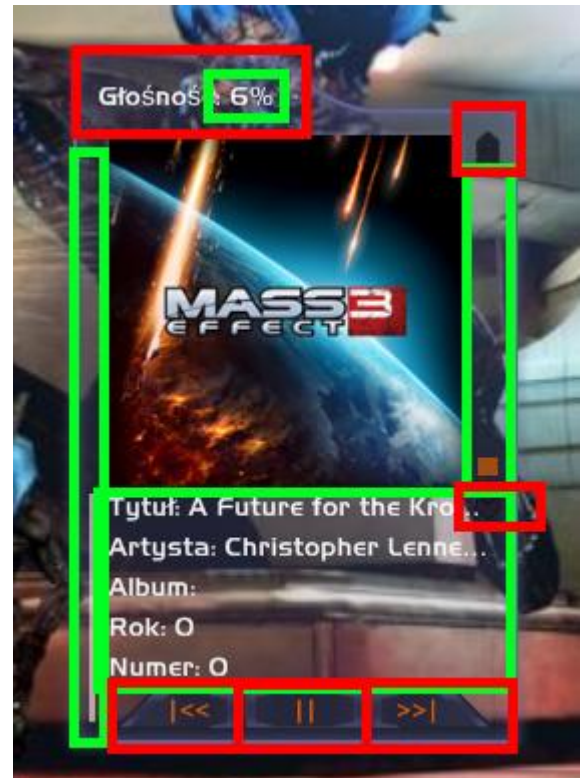 Głośność: 6%
MASS
EFFECT 3
Tytuł: A Future for the Kro...
Artysta: Christopher Lenne...
Album:
Rok: 0
Numer: 0
|<< || >>|